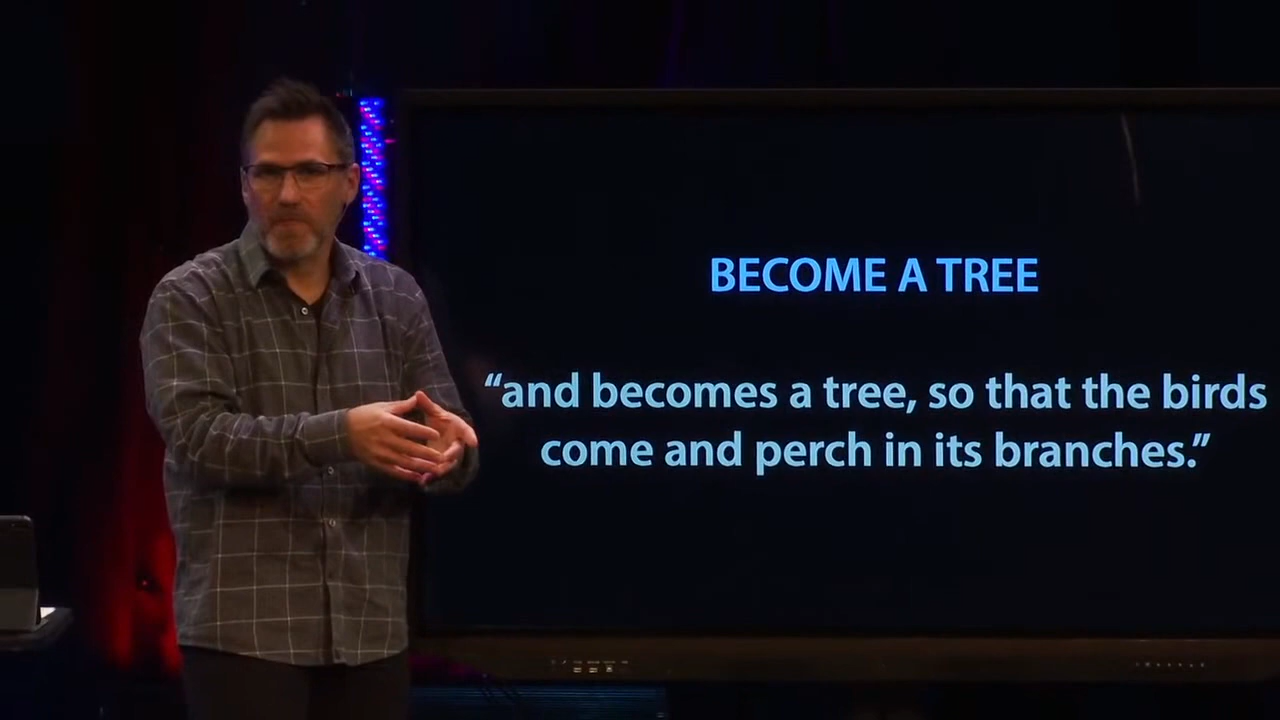 BECOME A TREE
“and becomes a tree, so that the birds
come and perch in its branches.”